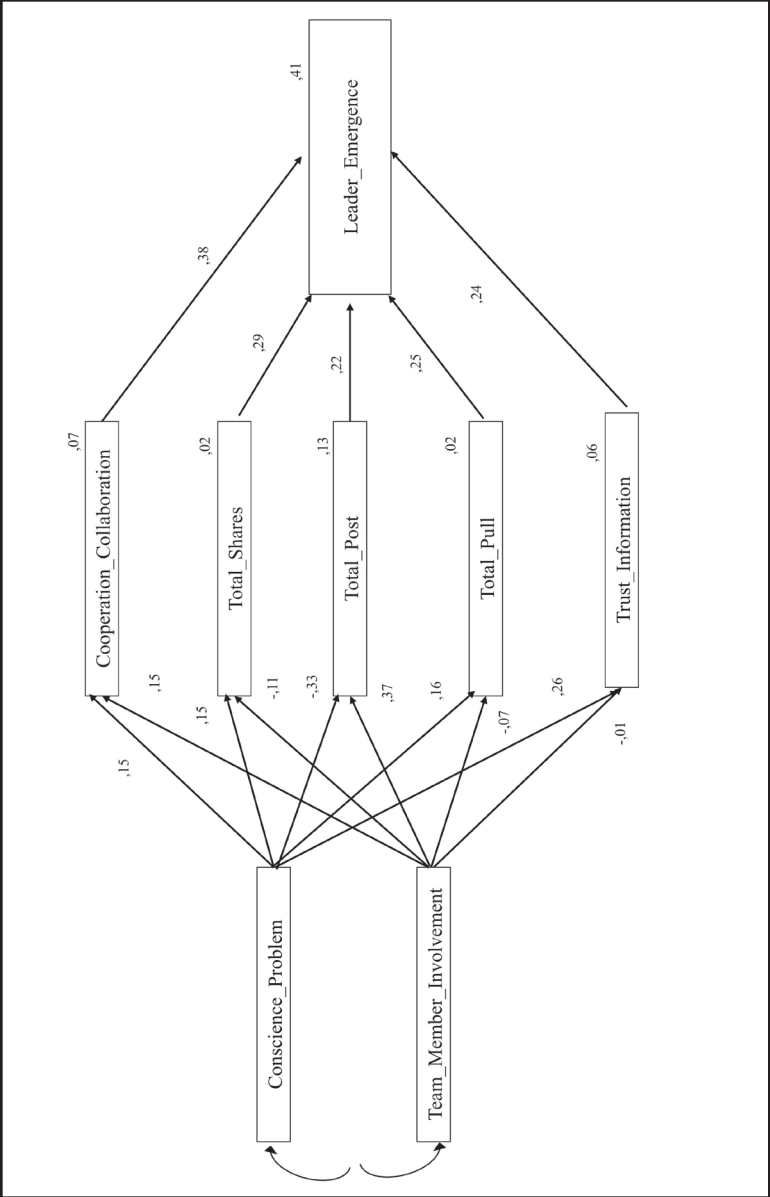 ,41
Leader_Emergence
,38
,24
,29
,22
,25
,07
Cooperation_Collaboration
,02
Total_Shares
,13
Total_Post
,02
Total_Pull
,06
Trust_Information
,15
,15
,15
-,11
-,33
,37
,16
-,07
,26
-,01
Conscience_Problem
Team_Member_Involvement